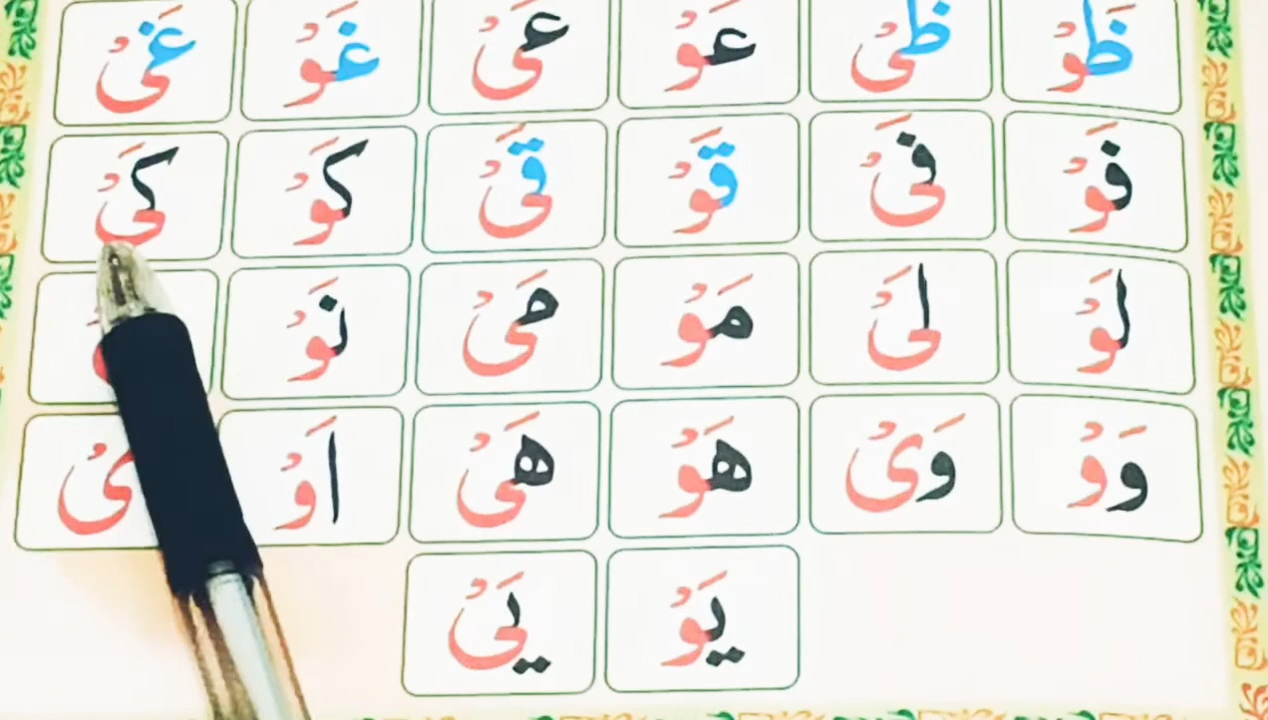 ظَوْ ظَیْ عَوْ عَیْ غَوْ غَیْ
فَوْ فَیْ قَوْ قَیْ کَوْ کَیْ
لَوْ لَیْ مَوْ مَیْ نَوْ
وَوْ وَیْ هَوْ هَیْ اَوْ
یَوْ یَیْ